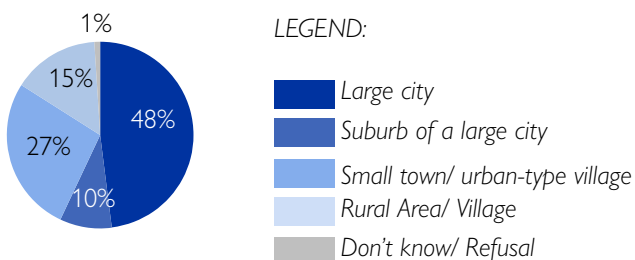 1%
15%
48%
27%
10%
LEGEND:
Large city
Suburb of a large city
Small town/ urban-type village
Rural Area/ Village
Don't know/ Refusal